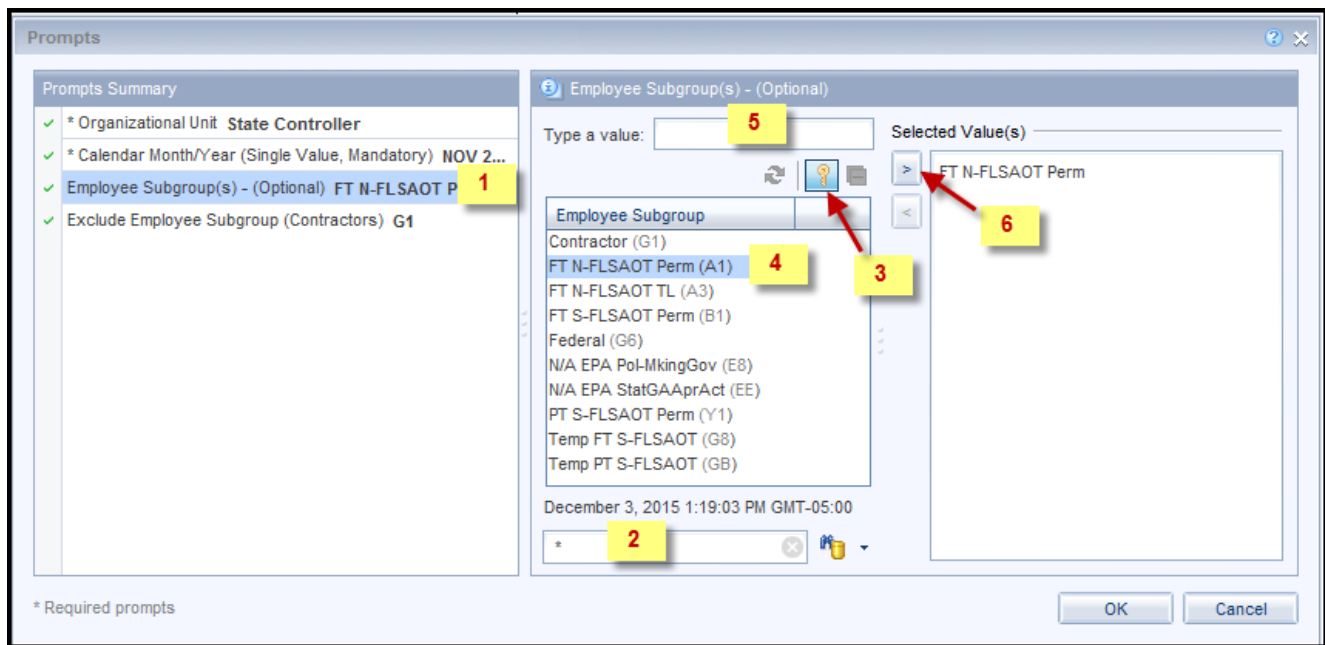 Prompts
Prompts Summary
* Organizational Unit State Controller
* Calendar Month/Year (Single Value, Mandatory) NOV 2...
Employee Subgroup(s) - (Optional) FT N-FLSAOT P
1
Exclude Employee Subgroup (Contractors) G1
Employee Subgroup(s) - (Optional)
Type a value:
5
Selected Value(s)
>
FT N-FLSAOT Perm
<
6
3
Employee Subgroup
Contractor (G1)
FT N-FLSAOT Perm (A1)
4
FT N-FLSAOT TL (A3)
FT S-FLSAOT Perm (B1)
Federal (G6)
N/A EPA Pol-MkingGov (E8)
N/A EPA StatGAAprAct (EE)
PT S-FLSAOT Perm (Y1)
Temp FT S-FLSAOT (G8)
Temp PT S-FLSAOT (GB)
December 3, 2015 1:19:03 PM GMT-05:00
*
2
* Required prompts
OK
Cancel